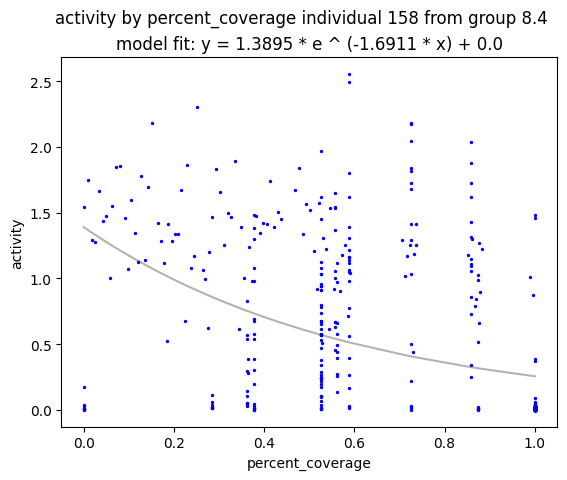 activity by percent_coverage individual 158 from group 8.4
model fit: y = 1.3895 * e ^ (-1.6911 * x) + 0.0
2.5
2.0
1.5
1.0
0.5
0.0
activity
0.0 0.2 0.4 0.6 0.8 1.0
percent_coverage